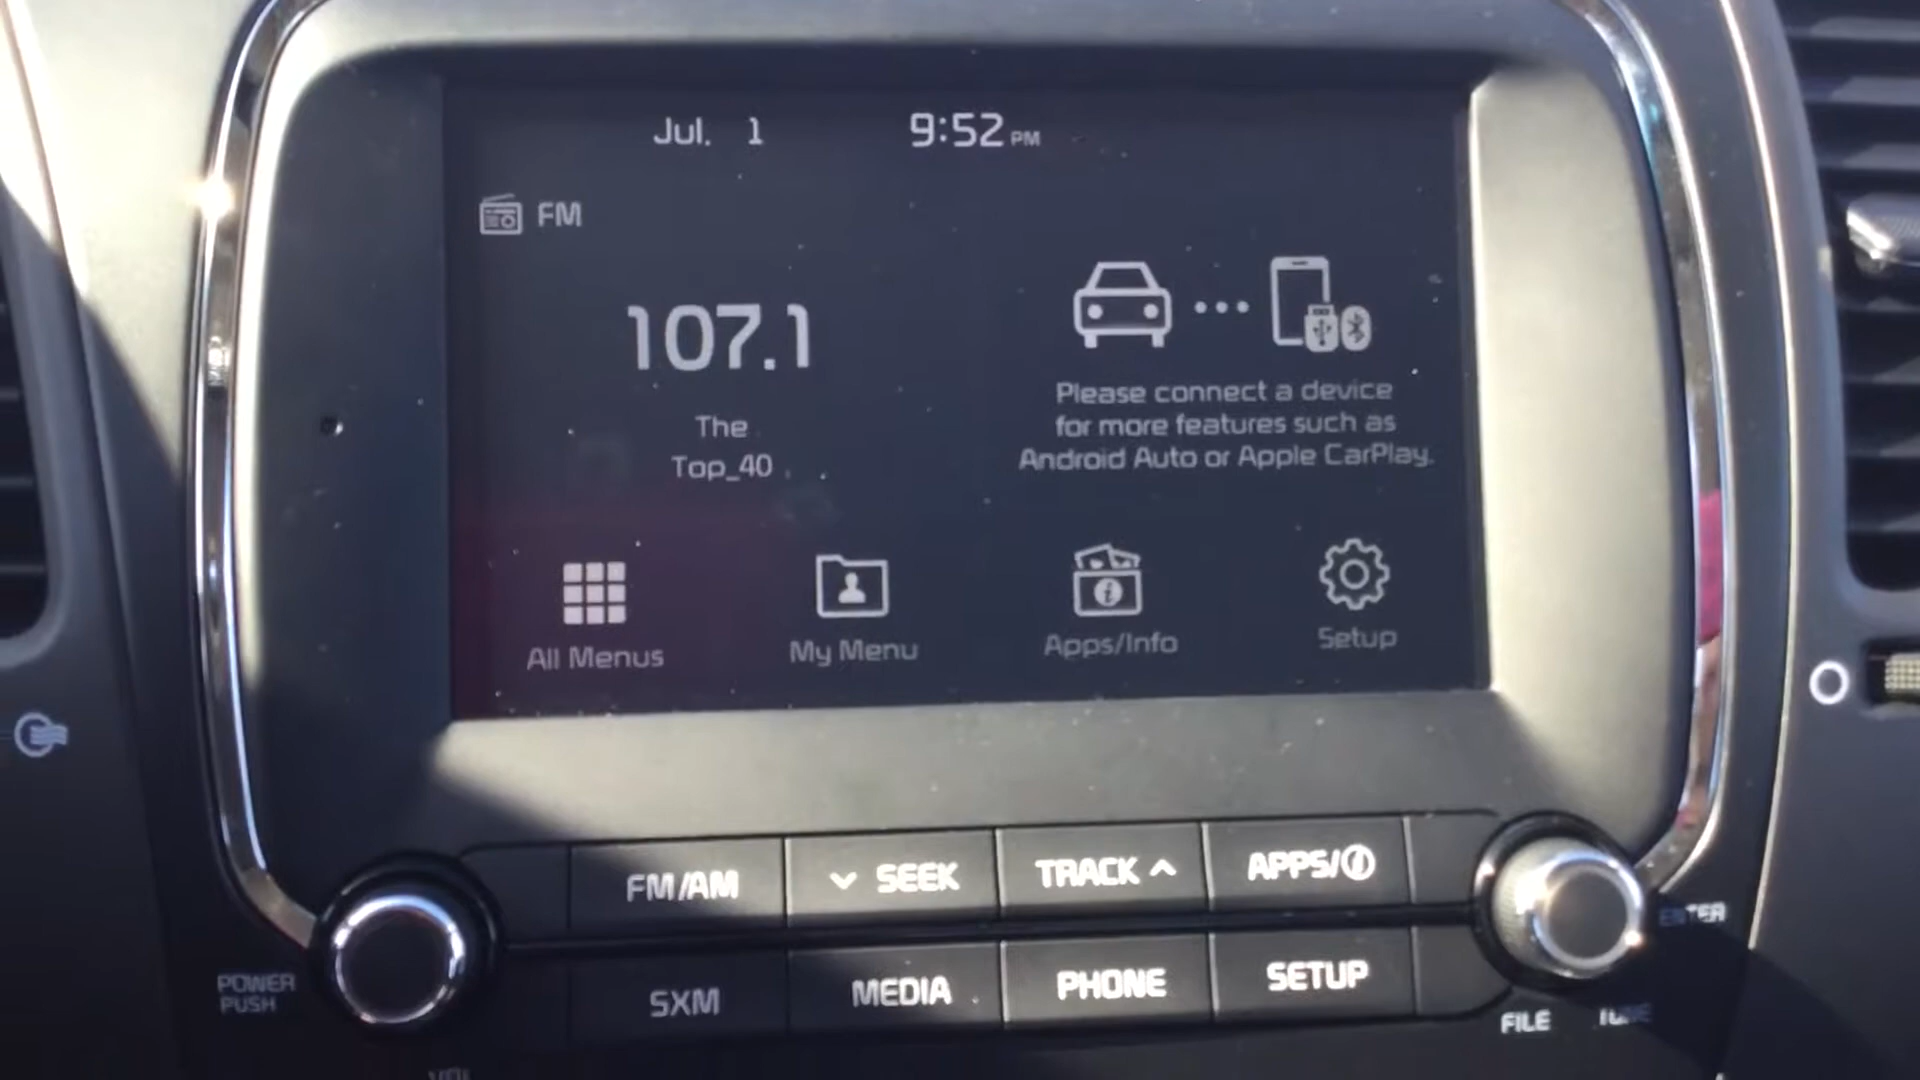 Jul. 1 9:52 PM
FM
107.1
The
Top_40
Please connect a device
for more features such as
Android Auto or Apple CarPlay.
All Menus My Menu Apps/Info Setup
FM/AM SEEK TRACK APPS/i
SXM MEDIA PHONE SETUP
POWER
PUSH
ENTER
FILE TUNE